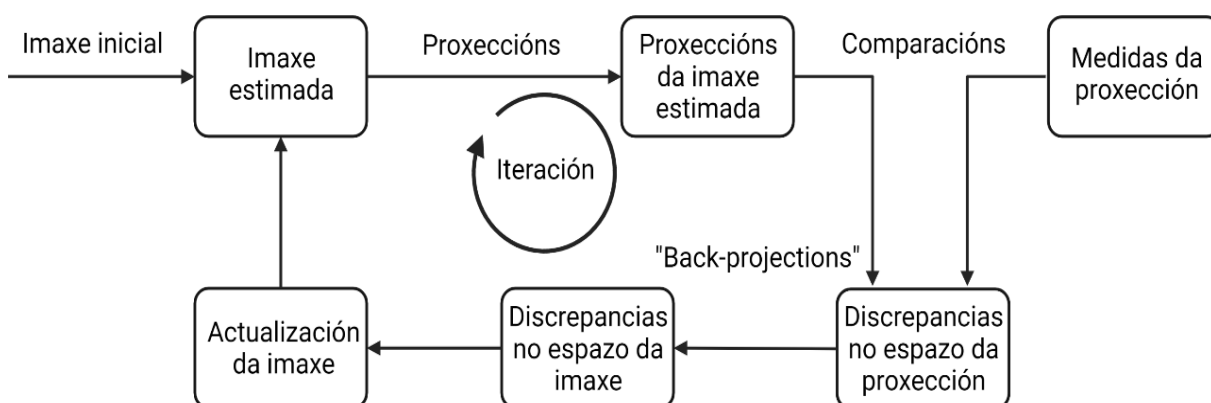 Imaxe inicial
Imaxe
estimada
Proxeccións
Proxeccións
da imaxe
estimada
Comparacións
Medidas da
proxección
Iteración
"Back-projections"
Actualización
da imaxe
Discrepancias
no espazo da
imaxe
Discrepancias
no espazo da
proxección